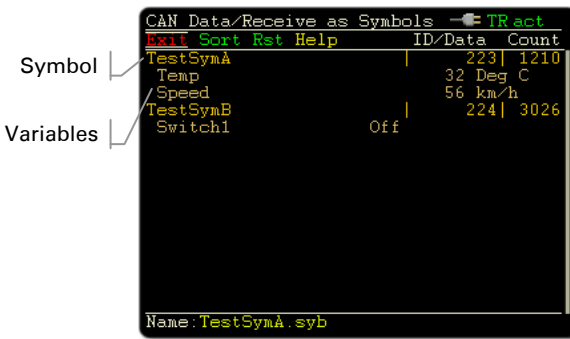 CAN Data/Receive as Symbols TR act
Exit Sort Rst Help ID/Data Count
Symbol
TestSymA | 223| 1210
Temp 32 Deg C
Speed 56 km/h
Variables
TestSymB | 224| 3026
Switch1 Off
Name:TestSymA.syb